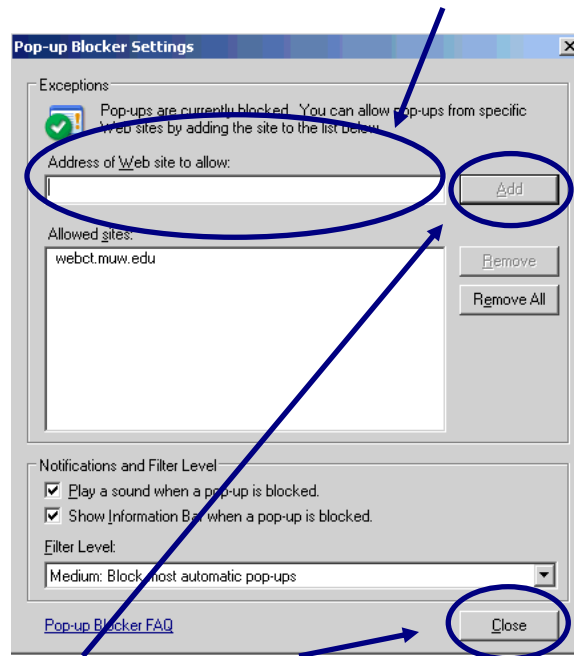 Pop-up Blocker Settings
Exceptions
Pop-ups are currently blocked. You can allow pop-ups from specific
Web sites by adding the site to the list below.
Address of Web site to allow:
Add
Allowed sites:
webct.muw.edu
Remove
Remove All
Notifications and Filter Level
Play a sound when a pop-up is blocked.
Show Information Bar when a pop-up is blocked.
Filter Level:
Medium: Block most automatic pop-ups
Pop-up Blocker FAQ
Close